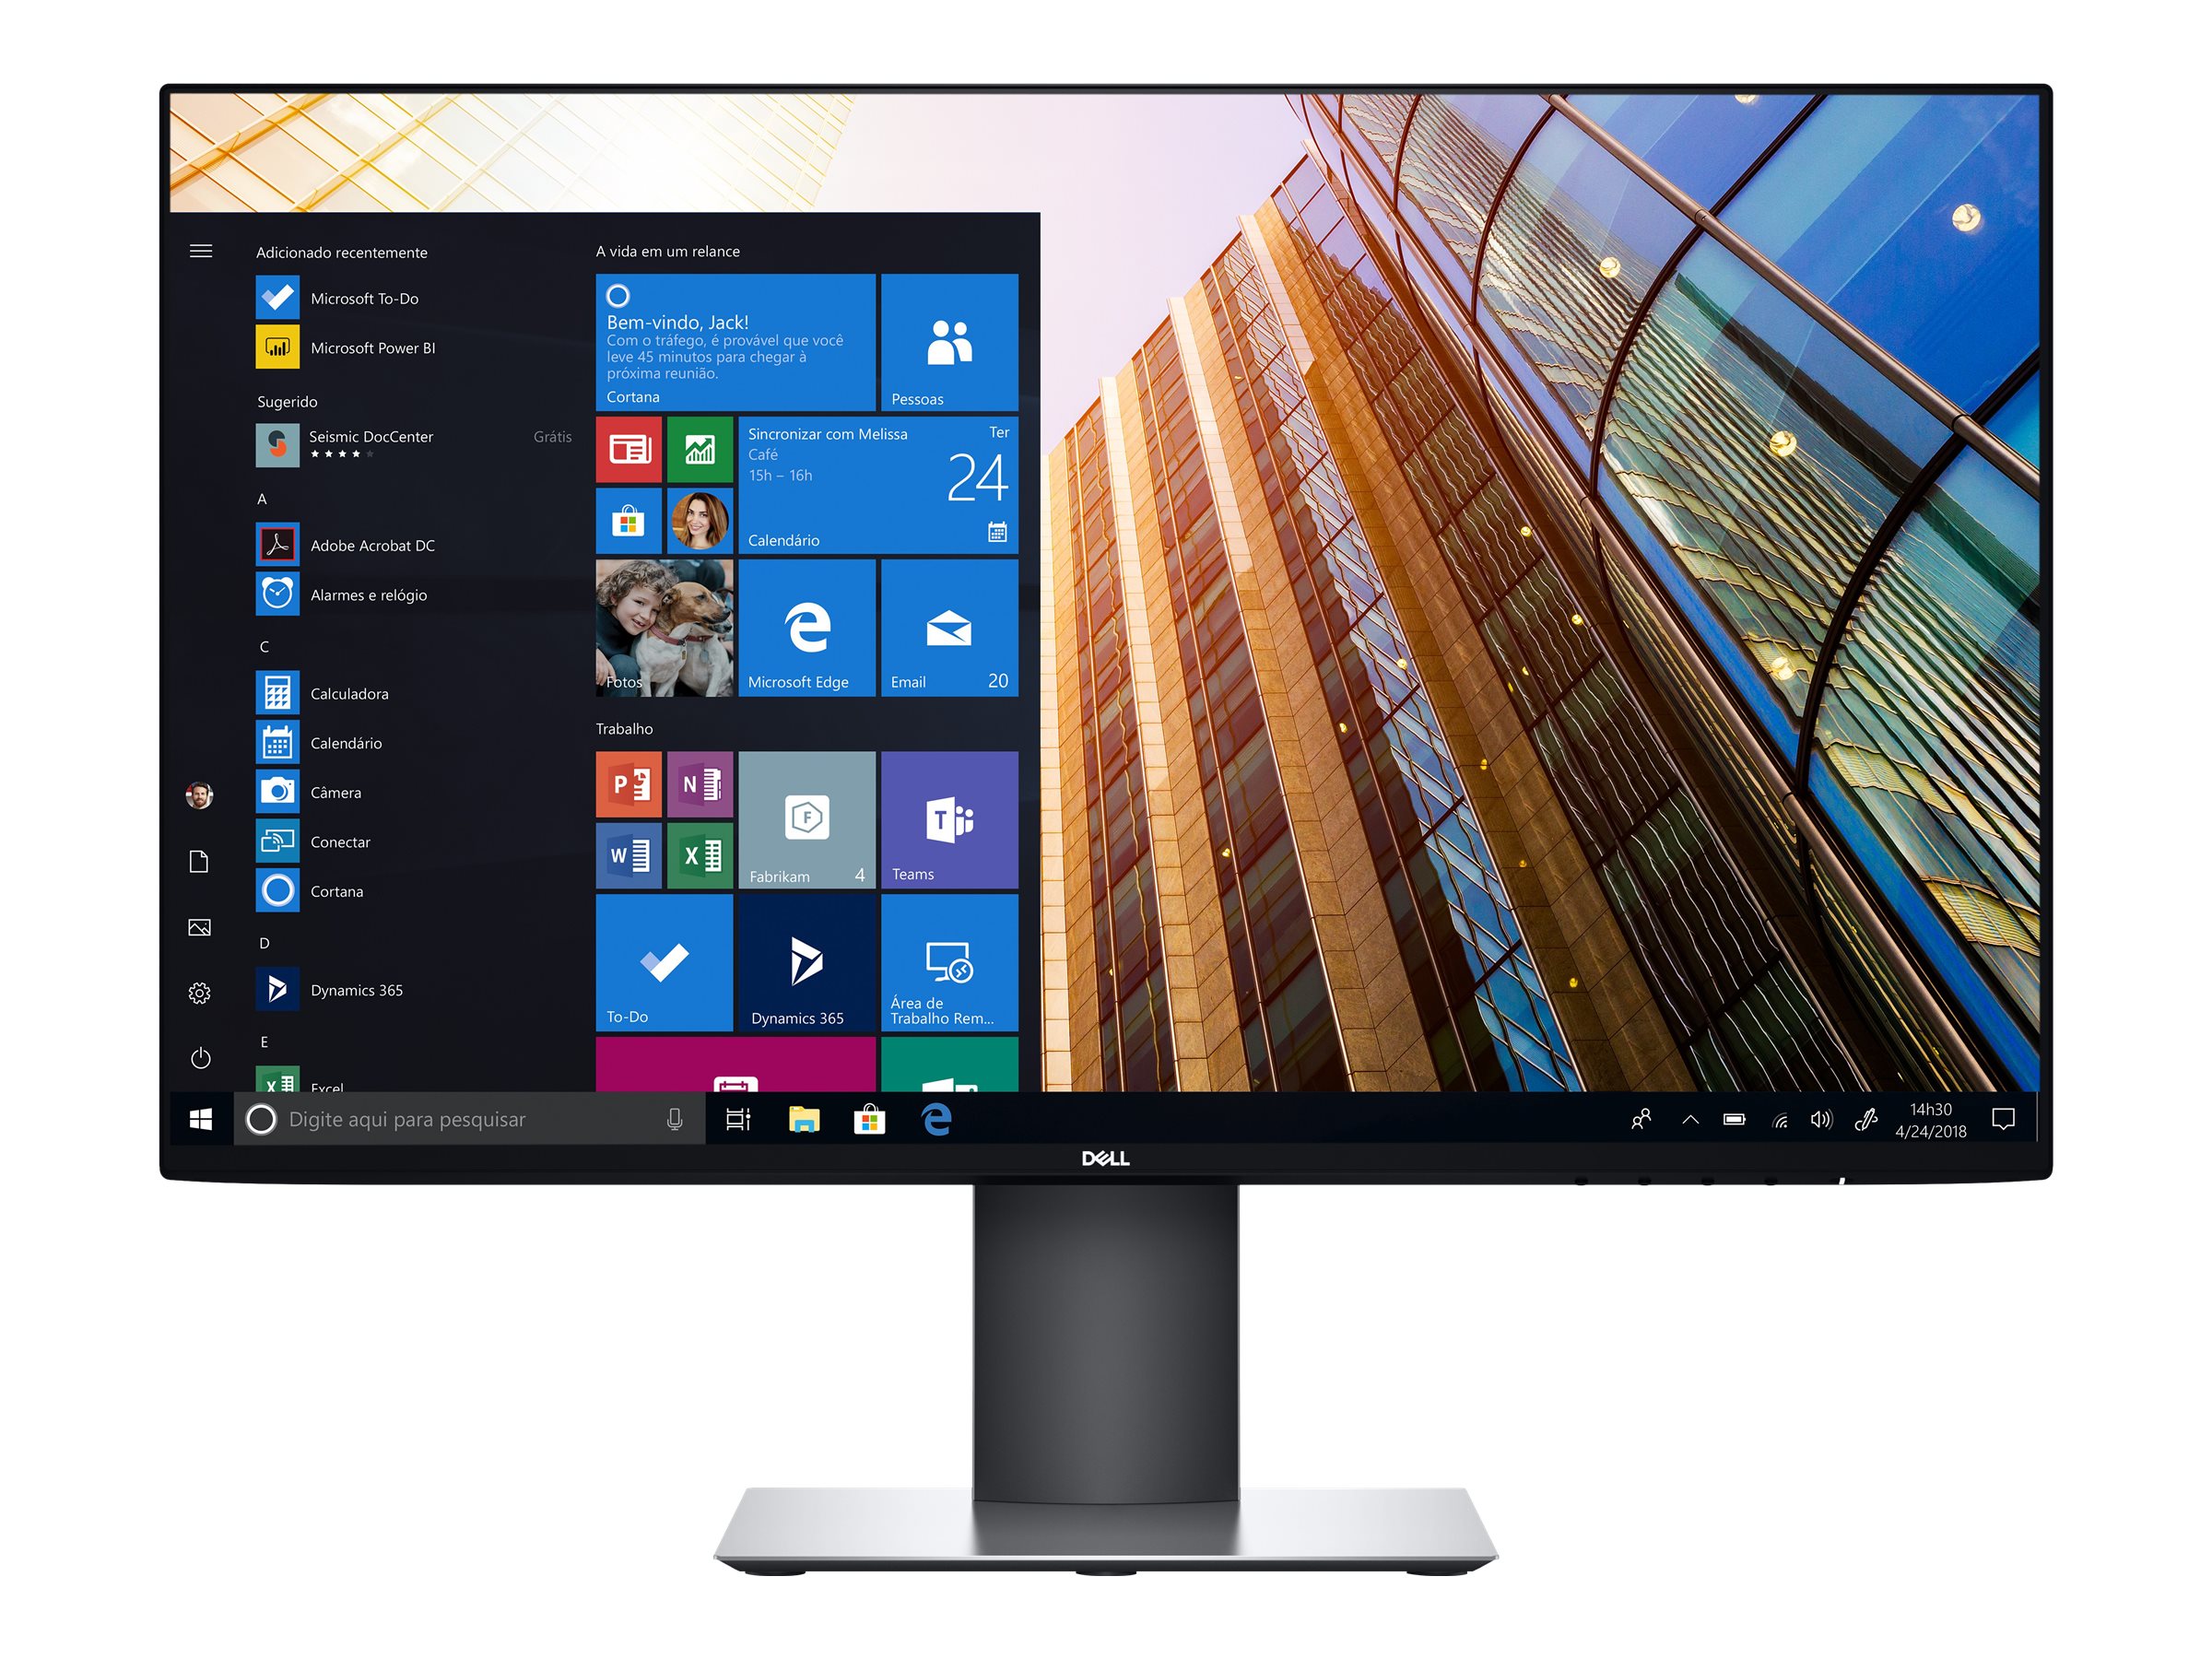 Adicionado recentemente
Microsoft To-Do
Microsoft Power BI
Sugerido
Seismic DocCenter Grátis
A
Adobe Acrobat DC
Alarmes e relógio
C
Calculadora
Calendário
Câmera
Conectar
Cortana
D
Dynamics 365
E
Excel
A vida em um relance
Bem-vindo, Jack!
Com o tráfego, é provável que você
leve 45 minutos para chegar à
próxima reunião.
Cortana
Pessoas
Sincronizar com Melissa
Café
15h – 16h
Ter
24
Calendário
Fotos
Microsoft Edge
Email 20
Trabalho
P
N
W
X
F
Fabrikam 4
T
Teams
To-Do
Dynamics 365
Área de
Trabalho Rem...
Digite aqui para pesquisar
14h30
4/24/2018
DELL